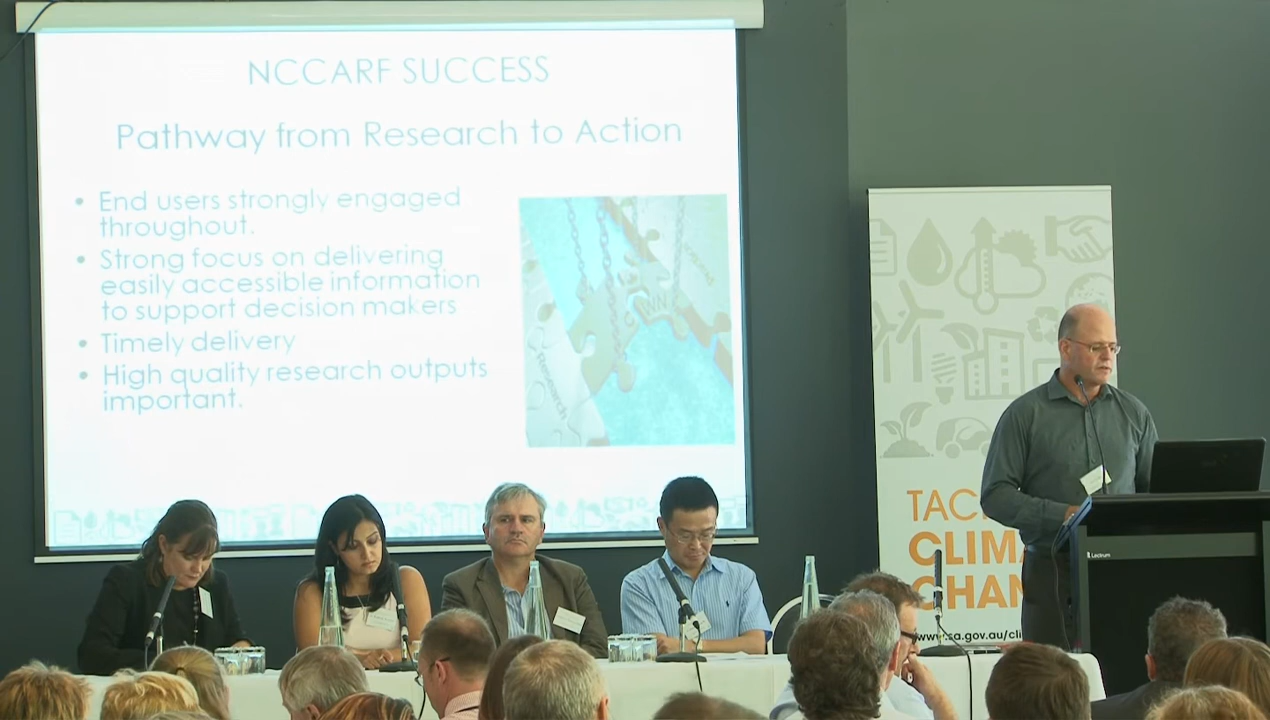 NCCARF SUCCESS
Pathway from Research to Action
• End users strongly engaged
throughout.
• Strong focus on delivering
easily accessible information
to support decision makers
• Timely delivery
• High quality research outputs
important.
Research
TAC
CLIMA
CHAN
www.sa.gov.au/cli
Lectrum